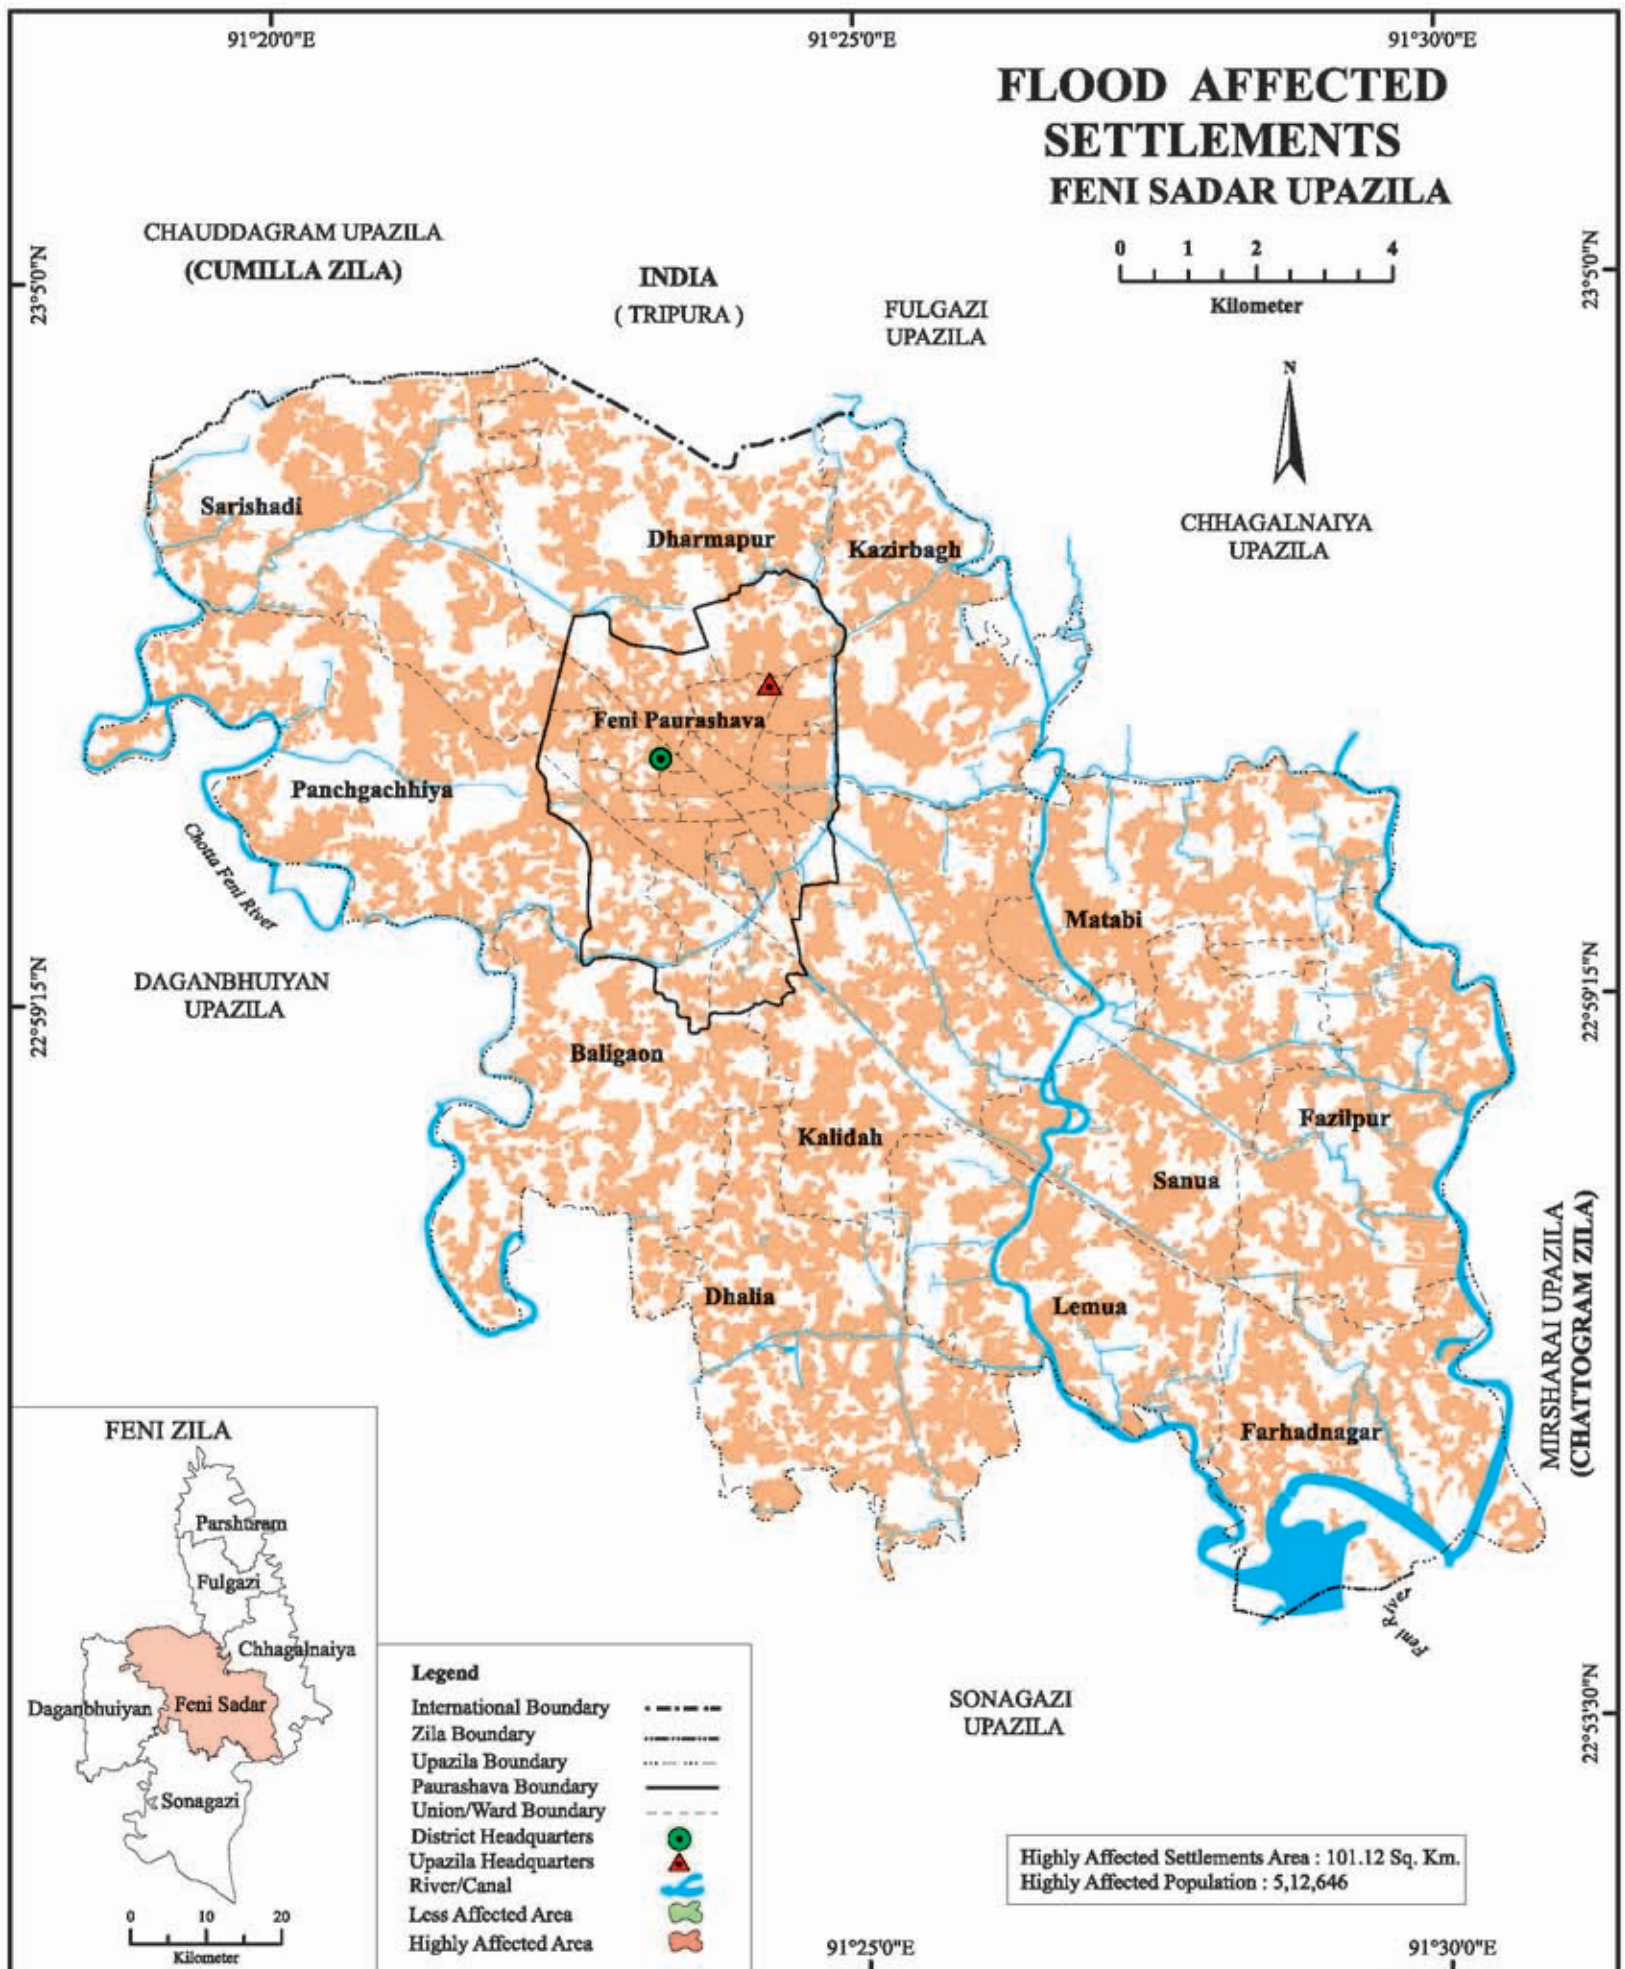 91°20'0"E
91°25'0"E
91°30'0"E
FLOOD AFFECTED
SETTLEMENTS
FENI SADAR UPAZILA
0 1 2 4
Kilometer
CHAUDDAGRAM UPAZILA
(CUMILLA ZILA)
INDIA
( TRIPURA )
FULGAZI
UPAZILA
23°5'0"N
23°5'0"N
N
CHHAGALNAIYA
UPAZILA
Sarishadi
Dharmapur
Kazirbagh
Feni Paurashava
Panchgachhiya
Chotta Feni River
Matabi
DAGANBHUIYAN
UPAZILA
22°59'15"N
22°59'15"N
Baligaon
Kalidah
Fazilpur
Sanua
Dhalia
Lemua
MIRSHARAI UPAZILA
(CHATTOGRAM ZILA)
Farhadnagar
Feni River
SONAGAZI
UPAZILA
22°53'30"N
FENI ZILA
Parshuram
Fulgazi
Chhagalnaiya
Daganbhuiyan
Feni Sadar
Sonagazi
0 10 20
Kilometer
Legend
International Boundary
Zila Boundary
Upazila Boundary
Paurashava Boundary
Union/Ward Boundary
District Headquarters
Upazila Headquarters
River/Canal
Less Affected Area
Highly Affected Area
Highly Affected Settlements Area : 101.12 Sq. Km.
Highly Affected Population : 5,12,646
91°25'0"E
91°30'0"E